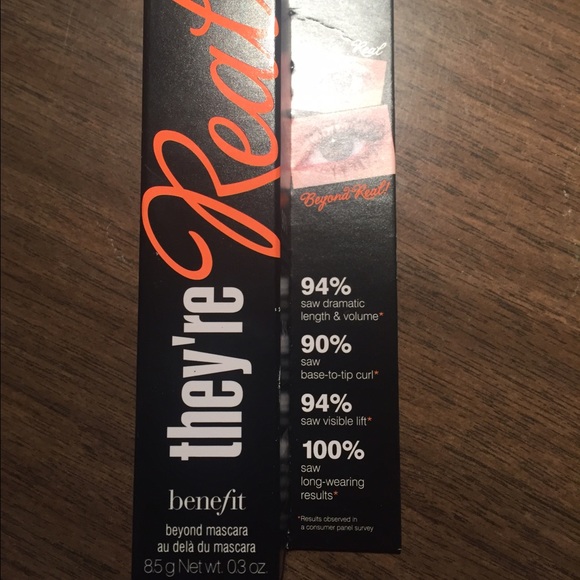 they're Real!
benefit
beyond mascara
au delà du mascara
8.5 g Net wt. 0.3 oz.
Real
Beyond Real!
94%
saw dramatic
length & volume*
90%
saw
base-to-tip curl*
94%
saw visible lift*
100%
saw
long-wearing
results*
*Results observed in
a consumer panel survey